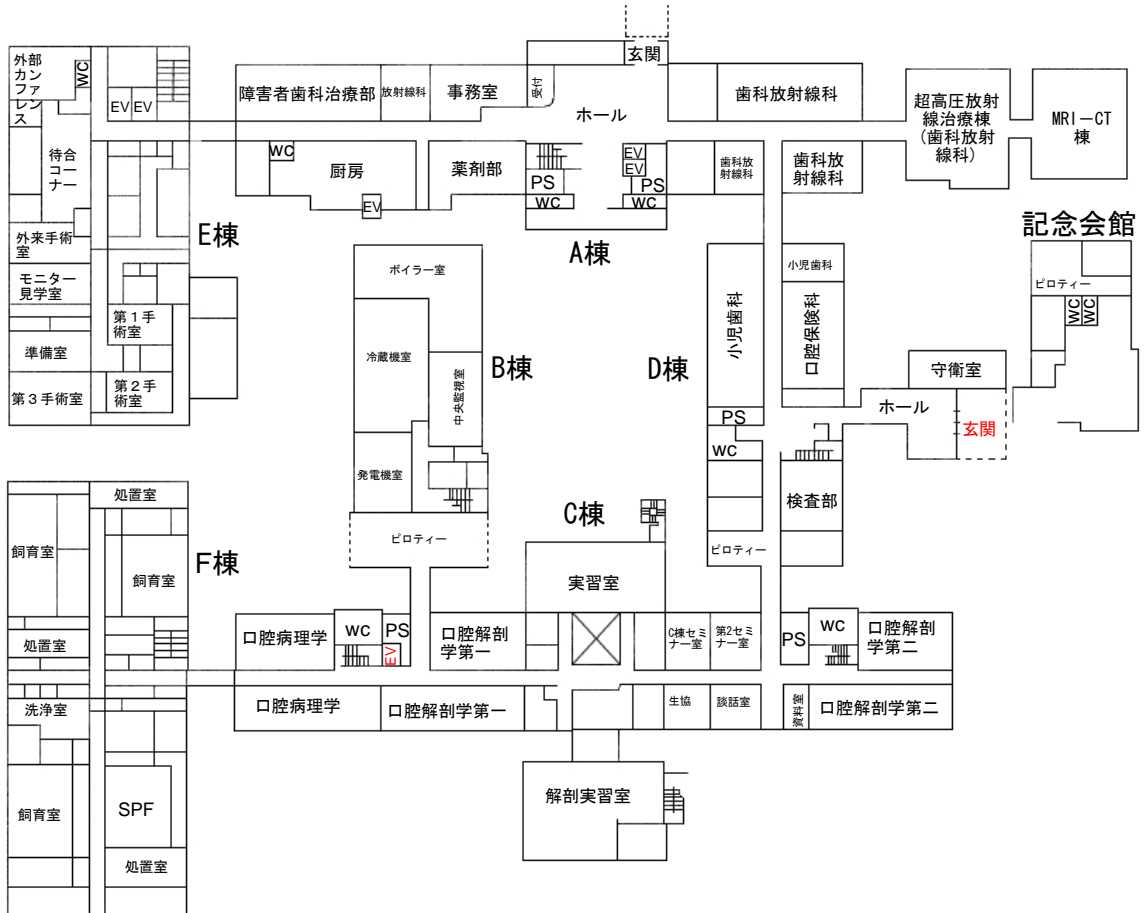 玄関
外部
カン
ファ
レン
ス
WC
EV
EV
障害者歯科治療部
放射線科
事務室
受付
ホール
歯科放射線科
超高圧放射
線治療棟
(歯科放射
線科)
MRI－CT
棟
待合
コー
ナー
WC
厨房
EV
薬剤部
PS
WC
EV
EV
PS
WC
歯科放
射線科
歯科放
射線科
外来手術
室
E棟
A棟
記念会館
モニター
見学室
ボイラー室
小児歯科
ピロティー
WC
WC
第１手
術室
準備室
冷蔵機室
B棟
中央監視室
D棟
小児歯科
口腔保険科
守衛室
第３手術室
第２手
術室
ホール
玄関
PS
WC
発電機室
検査部
処置室
C棟
飼育室
F棟
飼育室
ピロティー
ピロティー
実習室
処置室
口腔病理学
WC
PS
EV
口腔解剖
学第一
C棟セミ
ナー室
第2セミ
ナー室
PS
WC
口腔解剖
学第二
洗浄室
口腔病理学
口腔解剖学第一
生協
談話室
資料室
口腔解剖学第二
飼育室
SPF
解剖実習室
処置室